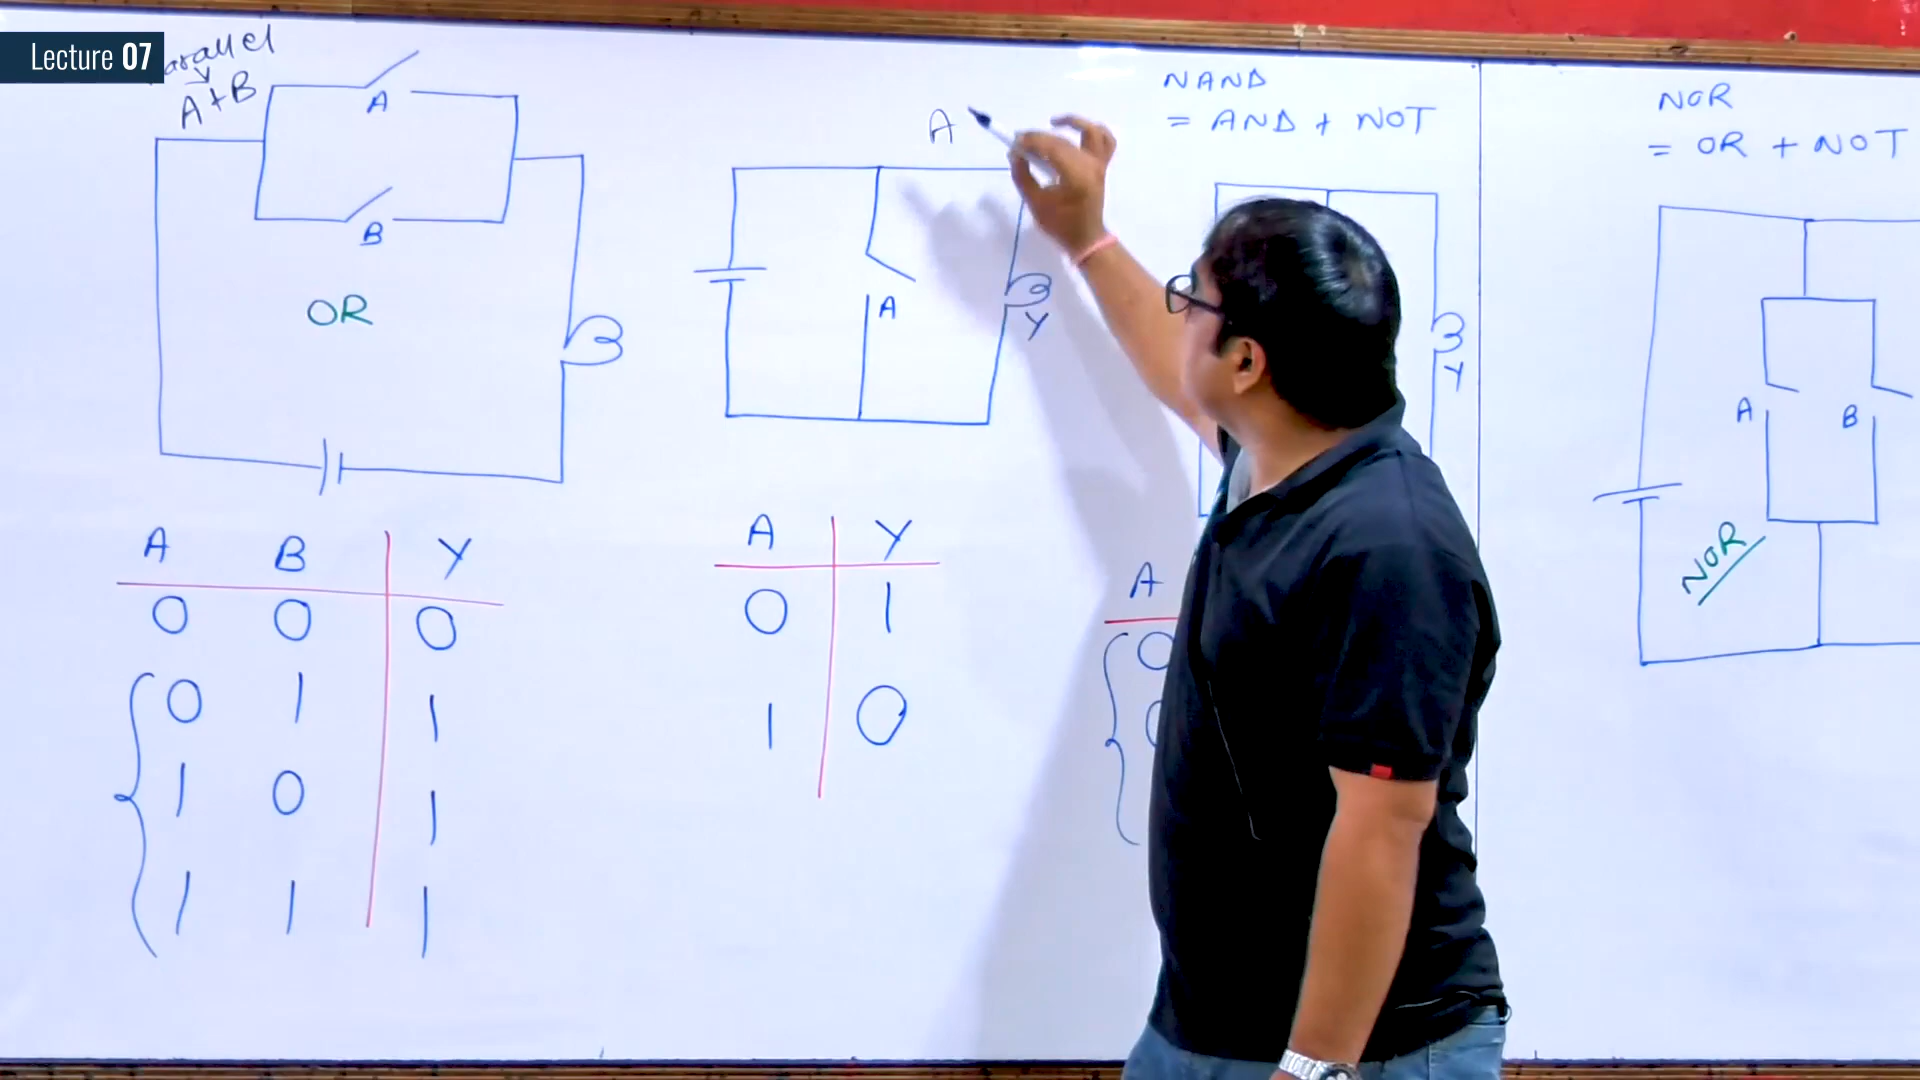 Lecture 07
A+B
A
B
OR
A B Y
0 0 0
0 1 1
1 0 1
1 1 1
A
A
Y
A Y
0 1
1 0
NAND
= AND + NOT
Y
A
0
NOR
= OR + NOT
A B
NOR